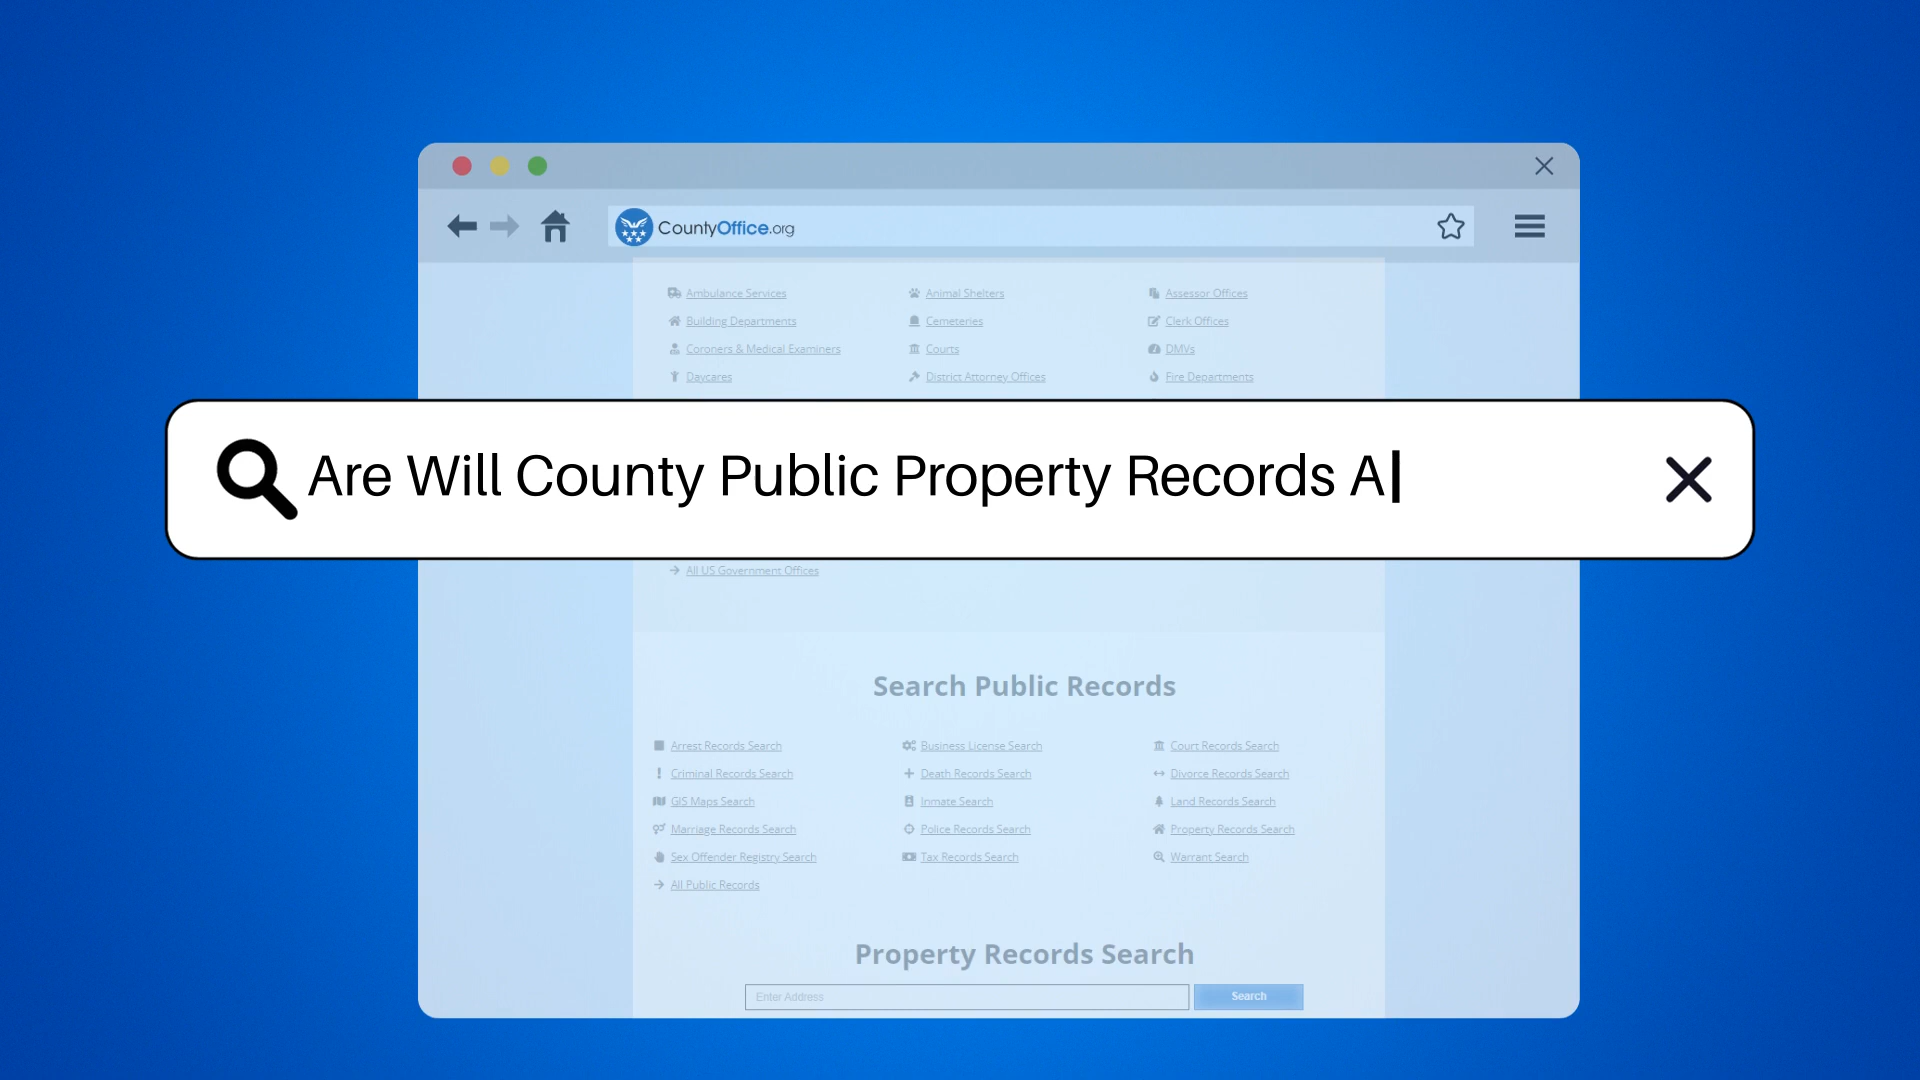 CountyOffice.org
Ambulance Services Animal Shelters Assessor Offices
Building Departments Cemeteries Clerk Offices
Coroners & Medical Examiners Courts DMVs
Daycares District Attorney Offices Fire Departments
Are Will County Public Property Records A
All US Government Offices
Search Public Records
Arrest Records Search Business License Search Court Records Search
Criminal Records Search Death Records Search Divorce Records Search
GIS Maps Search Inmate Search Land Records Search
Marriage Records Search Police Records Search Property Records Search
Sex Offender Registry Search Tax Records Search Warrant Search
All Public Records
Property Records Search
Enter Address Search